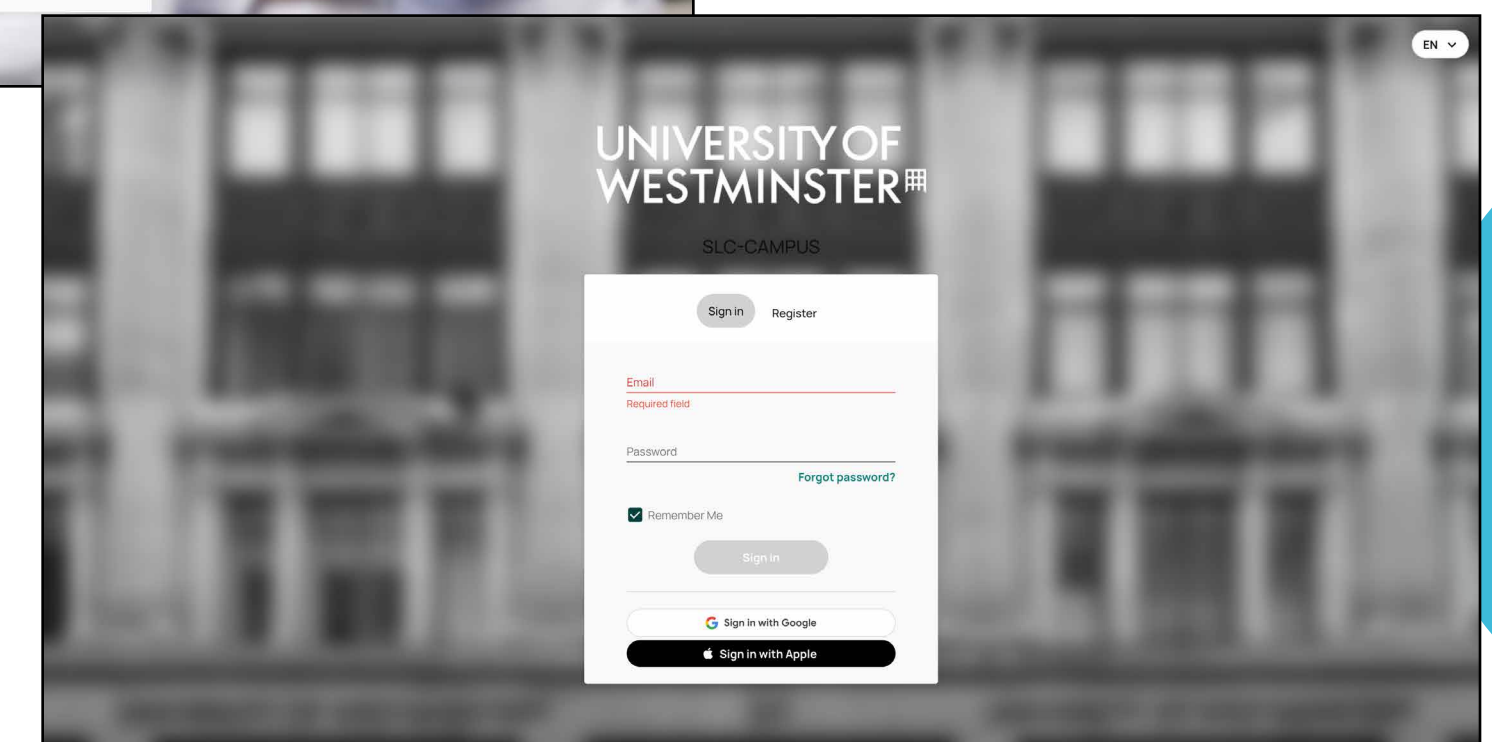 EN
UNIVERSITY OF
WESTMINSTER
SLC-CAMPUS
Sign in Register
Email
Required field
Password
Forgot password?
Remember Me
Sign in
Sign in with Google
Sign in with Apple